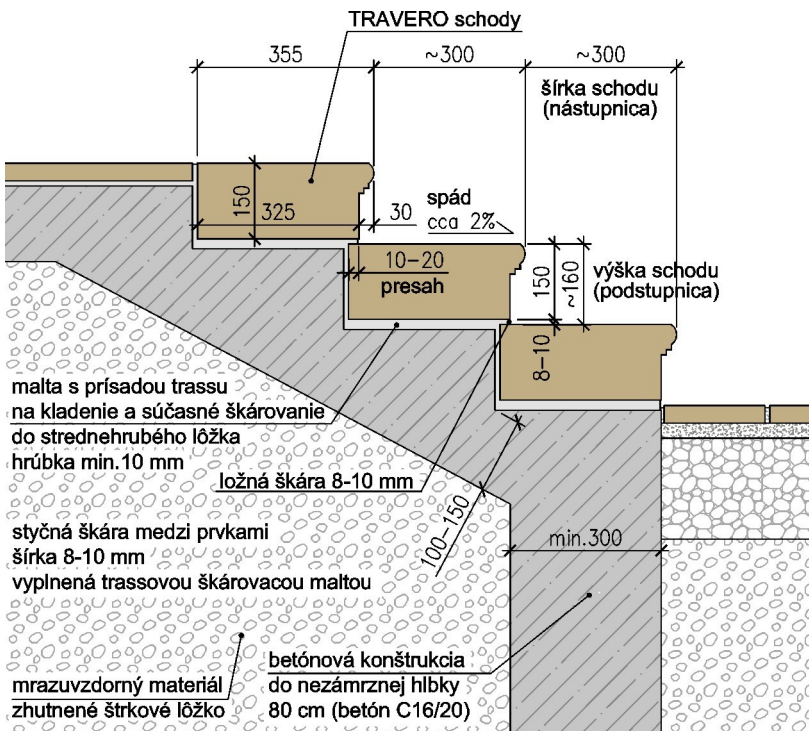 TRAVERO schody
355
~300
~300
šírka schodu
(nástupnica)
150
325
30
spád
cca 2%
10–20
presah
150
~160
výška schodu
(podstupnica)
8–10
malta s prísadou trassu
na kladenie a súčasné škárovanie
do strednehrubého lôžka
hrúbka min.10 mm
ložná škára 8-10 mm
100–150
styčná škára medzi prvkami
šírka 8-10 mm
vyplnená trassovou škárovacou maltou
min.300
mrazuvzdorný materiál
zhutnené štrkové lôžko
betónová konštrukcia
do nezámrznej hlbky
80 cm (betón C16/20)